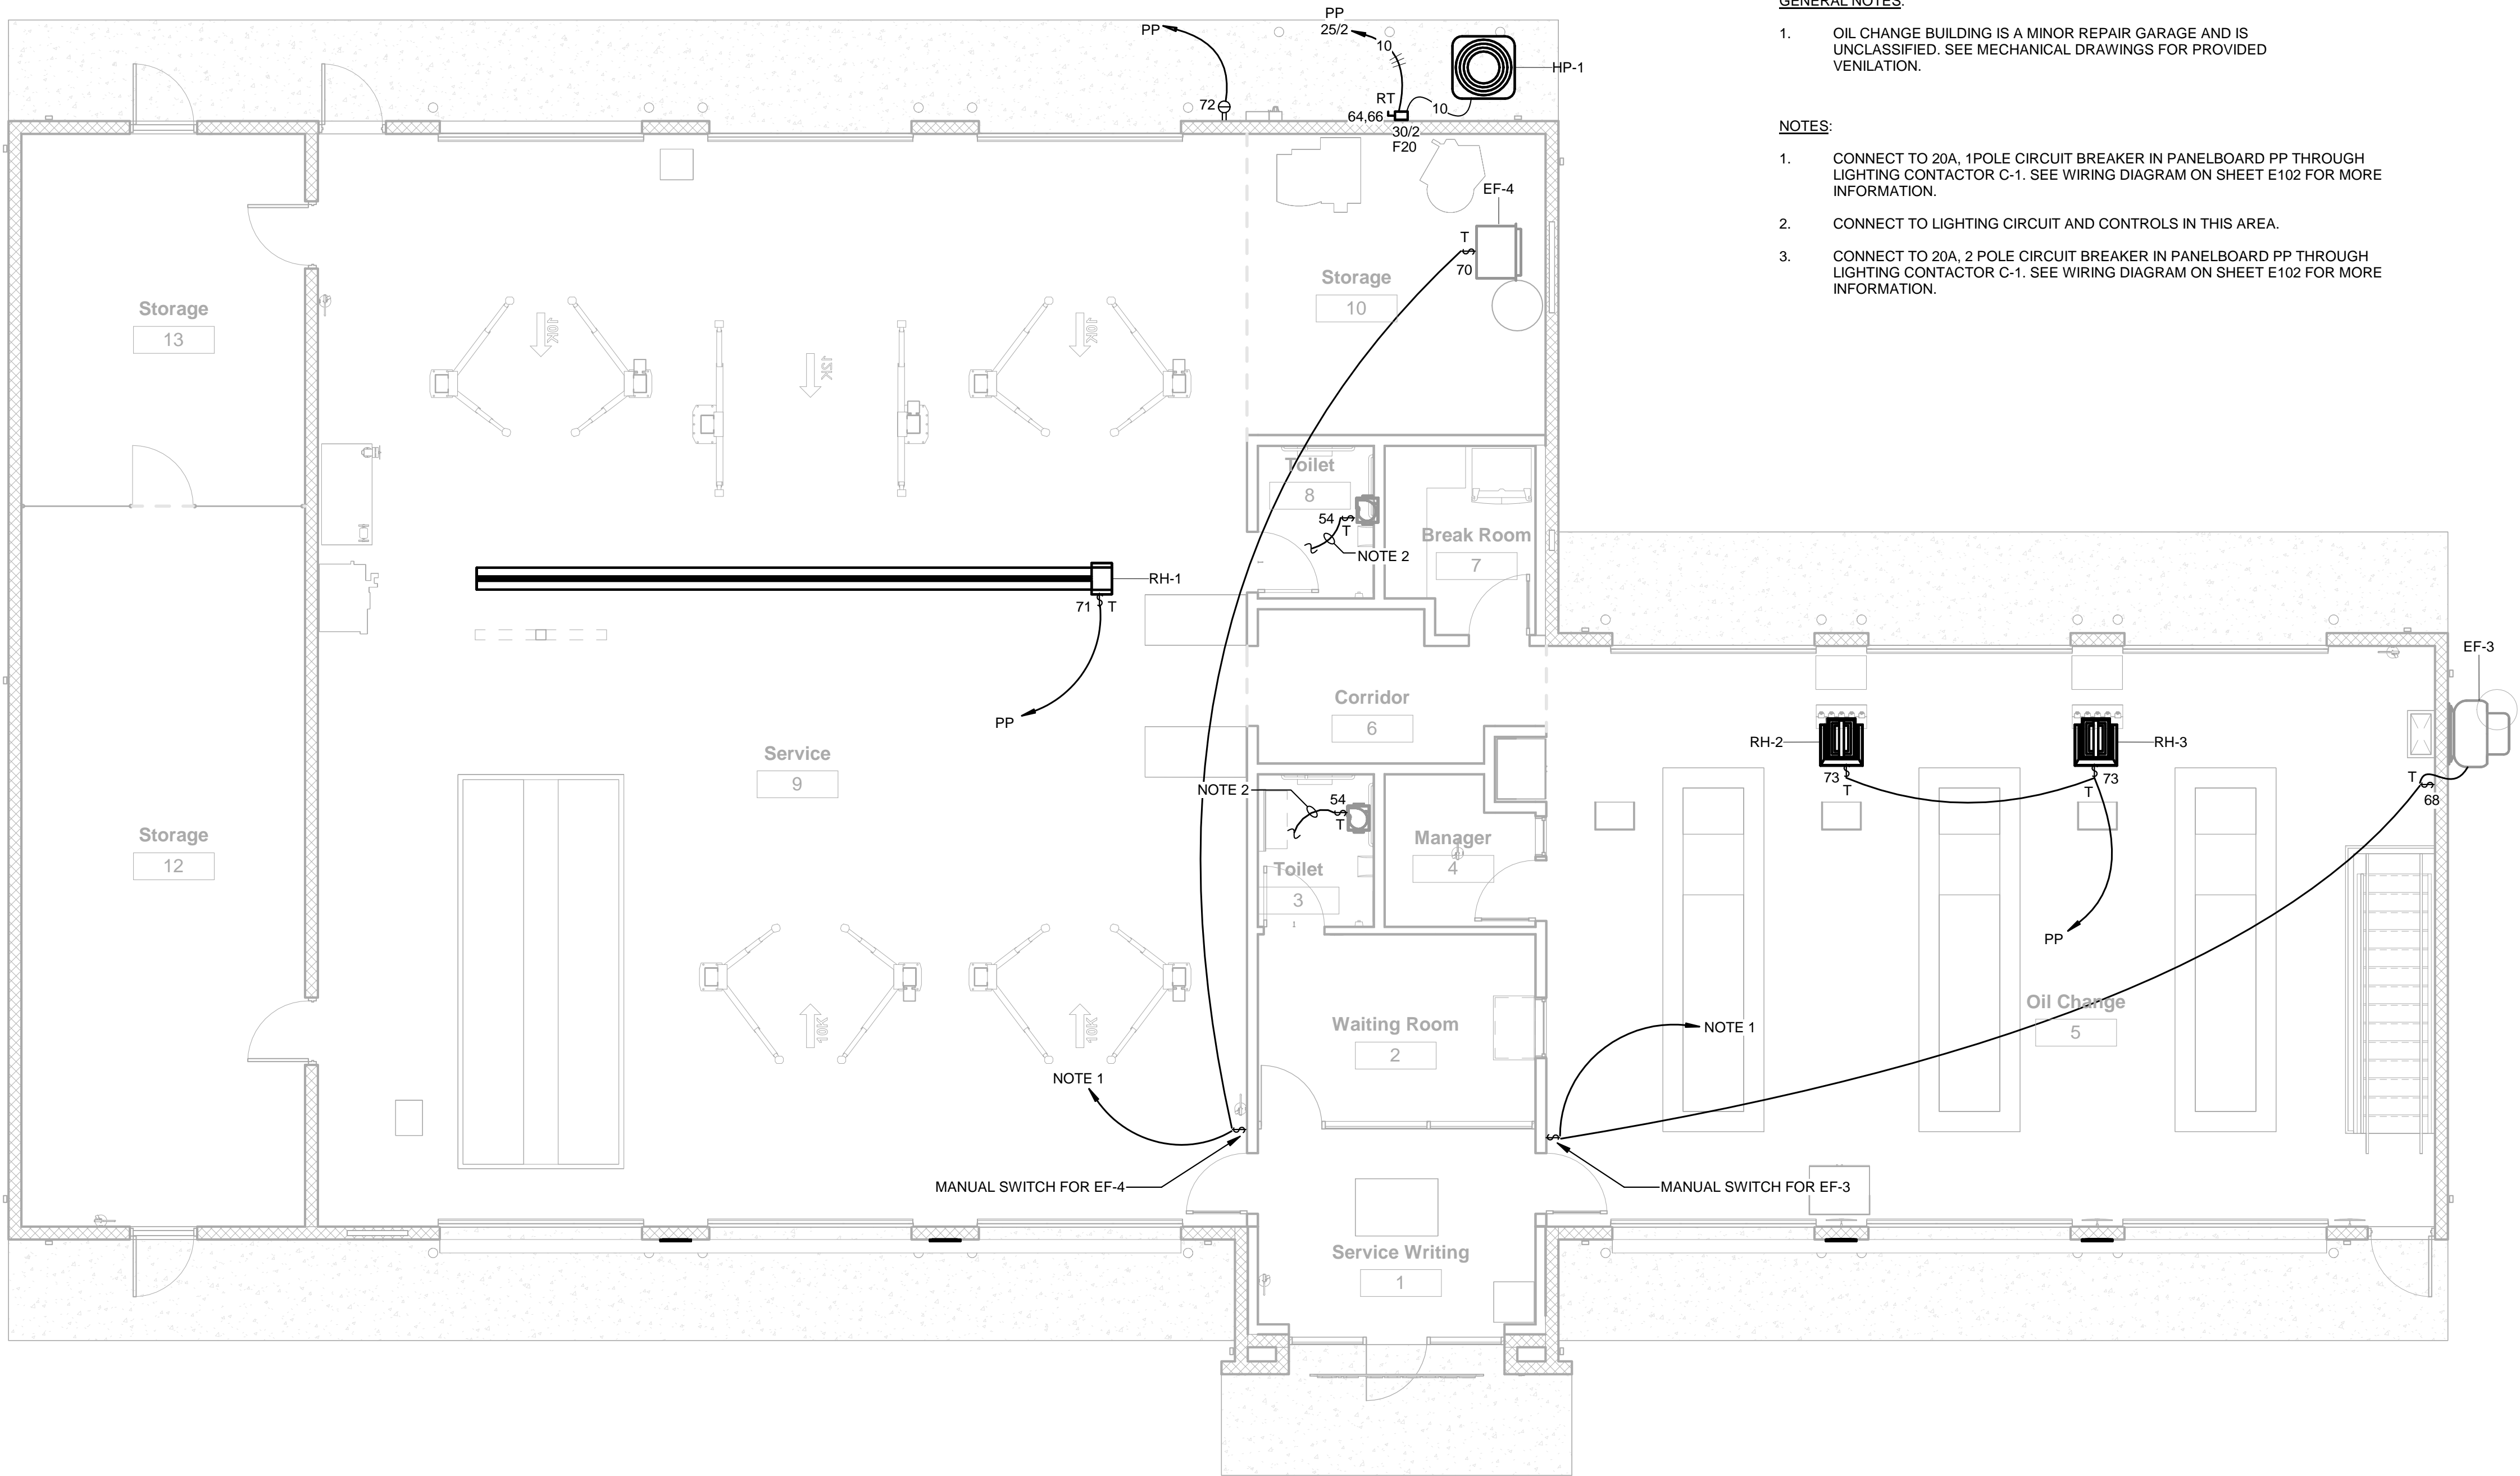 GENERAL NOTES:
1. OIL CHANGE BUILDING IS A MINOR REPAIR GARAGE AND IS
UNCLASSIFIED. SEE MECHANICAL DRAWINGS FOR PROVIDED
VENILATION.
NOTES:
1. CONNECT TO 20A, 1POLE CIRCUIT BREAKER IN PANELBOARD PP THROUGH
LIGHTING CONTACTOR C-1. SEE WIRING DIAGRAM ON SHEET E102 FOR MORE
INFORMATION.
2. CONNECT TO LIGHTING CIRCUIT AND CONTROLS IN THIS AREA.
3. CONNECT TO 20A, 2 POLE CIRCUIT BREAKER IN PANELBOARD PP THROUGH
LIGHTING CONTACTOR C-1. SEE WIRING DIAGRAM ON SHEET E102 FOR MORE
INFORMATION.
PP
PP
25/2
10
HP-1
72
RT
64,66
10
30/2
F20
EF-4
T
70
Storage
10
Storage
13
10K
12K
10K
Toilet
8
54
T
NOTE 2
Break Room
7
RH-1
71
T
PP
Corridor
6
EF-3
RH-2
RH-3
73
T
73
T
T
68
Service
9
NOTE 2
54
T
Toilet
3
Manager
4
Storage
12
PP
Oil Change
5
10K
10K
Waiting Room
2
NOTE 1
NOTE 1
MANUAL SWITCH FOR EF-4
MANUAL SWITCH FOR EF-3
Service Writing
1